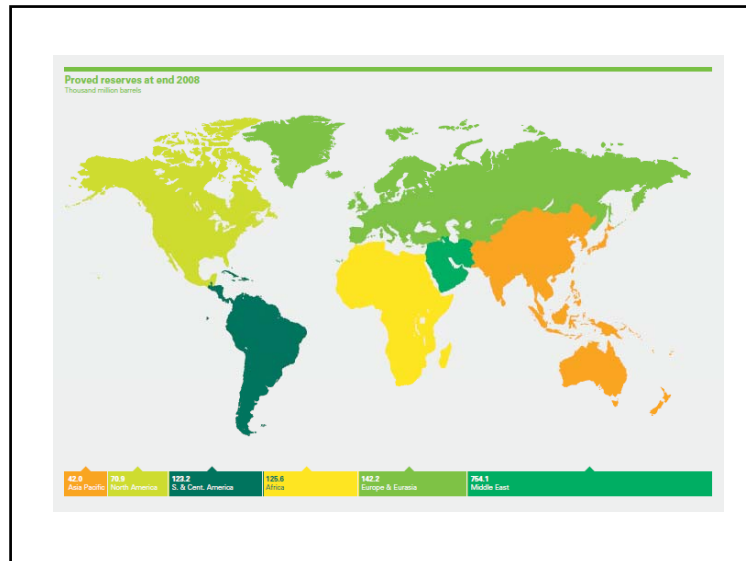 Proved reserves at end 2008
Thousand million barrels
42.0
Asia Pacific
70.9
North America
123.2
S. & Cent. America
125.6
Africa
142.2
Europe & Eurasia
754.1
Middle East